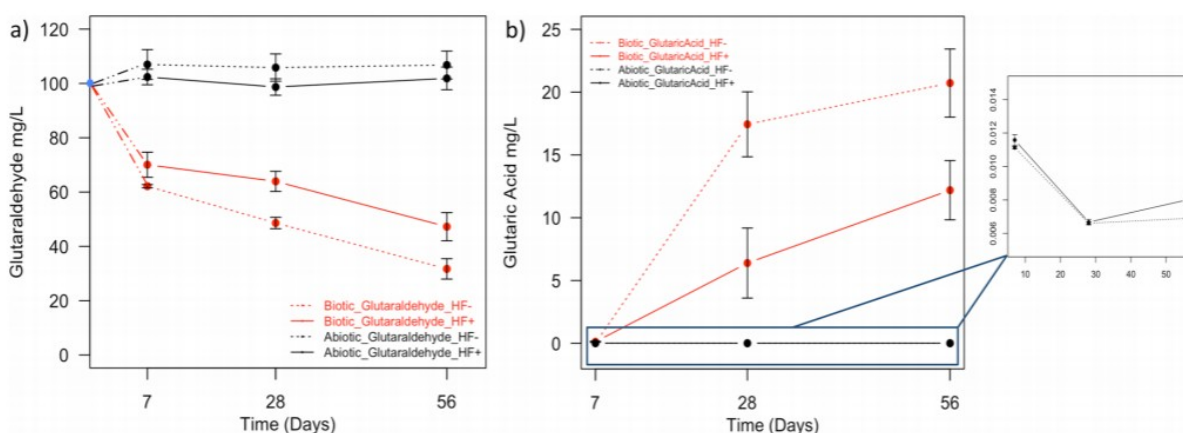 a)
120
100
80
60
40
20
0
Glutaraldehyde mg/L
Biotic_Glutaraldehyde_HF-
Biotic_Glutaraldehyde_HF+
Abiotic_Glutaraldehyde_HF-
Abiotic_Glutaraldehyde_HF+
7 28 56
Time (Days)
b)
25
20
15
10
5
0
Glutaric Acid mg/L
Biotic_GlutaricAcid_HF-
Biotic_GlutaricAcid_HF+
Abiotic_GlutaricAcid_HF-
Abiotic_GlutaricAcid_HF+
7 28 56
Time (Days)
0.014
0.012
0.010
0.008
0.006
10 20 30 40 50